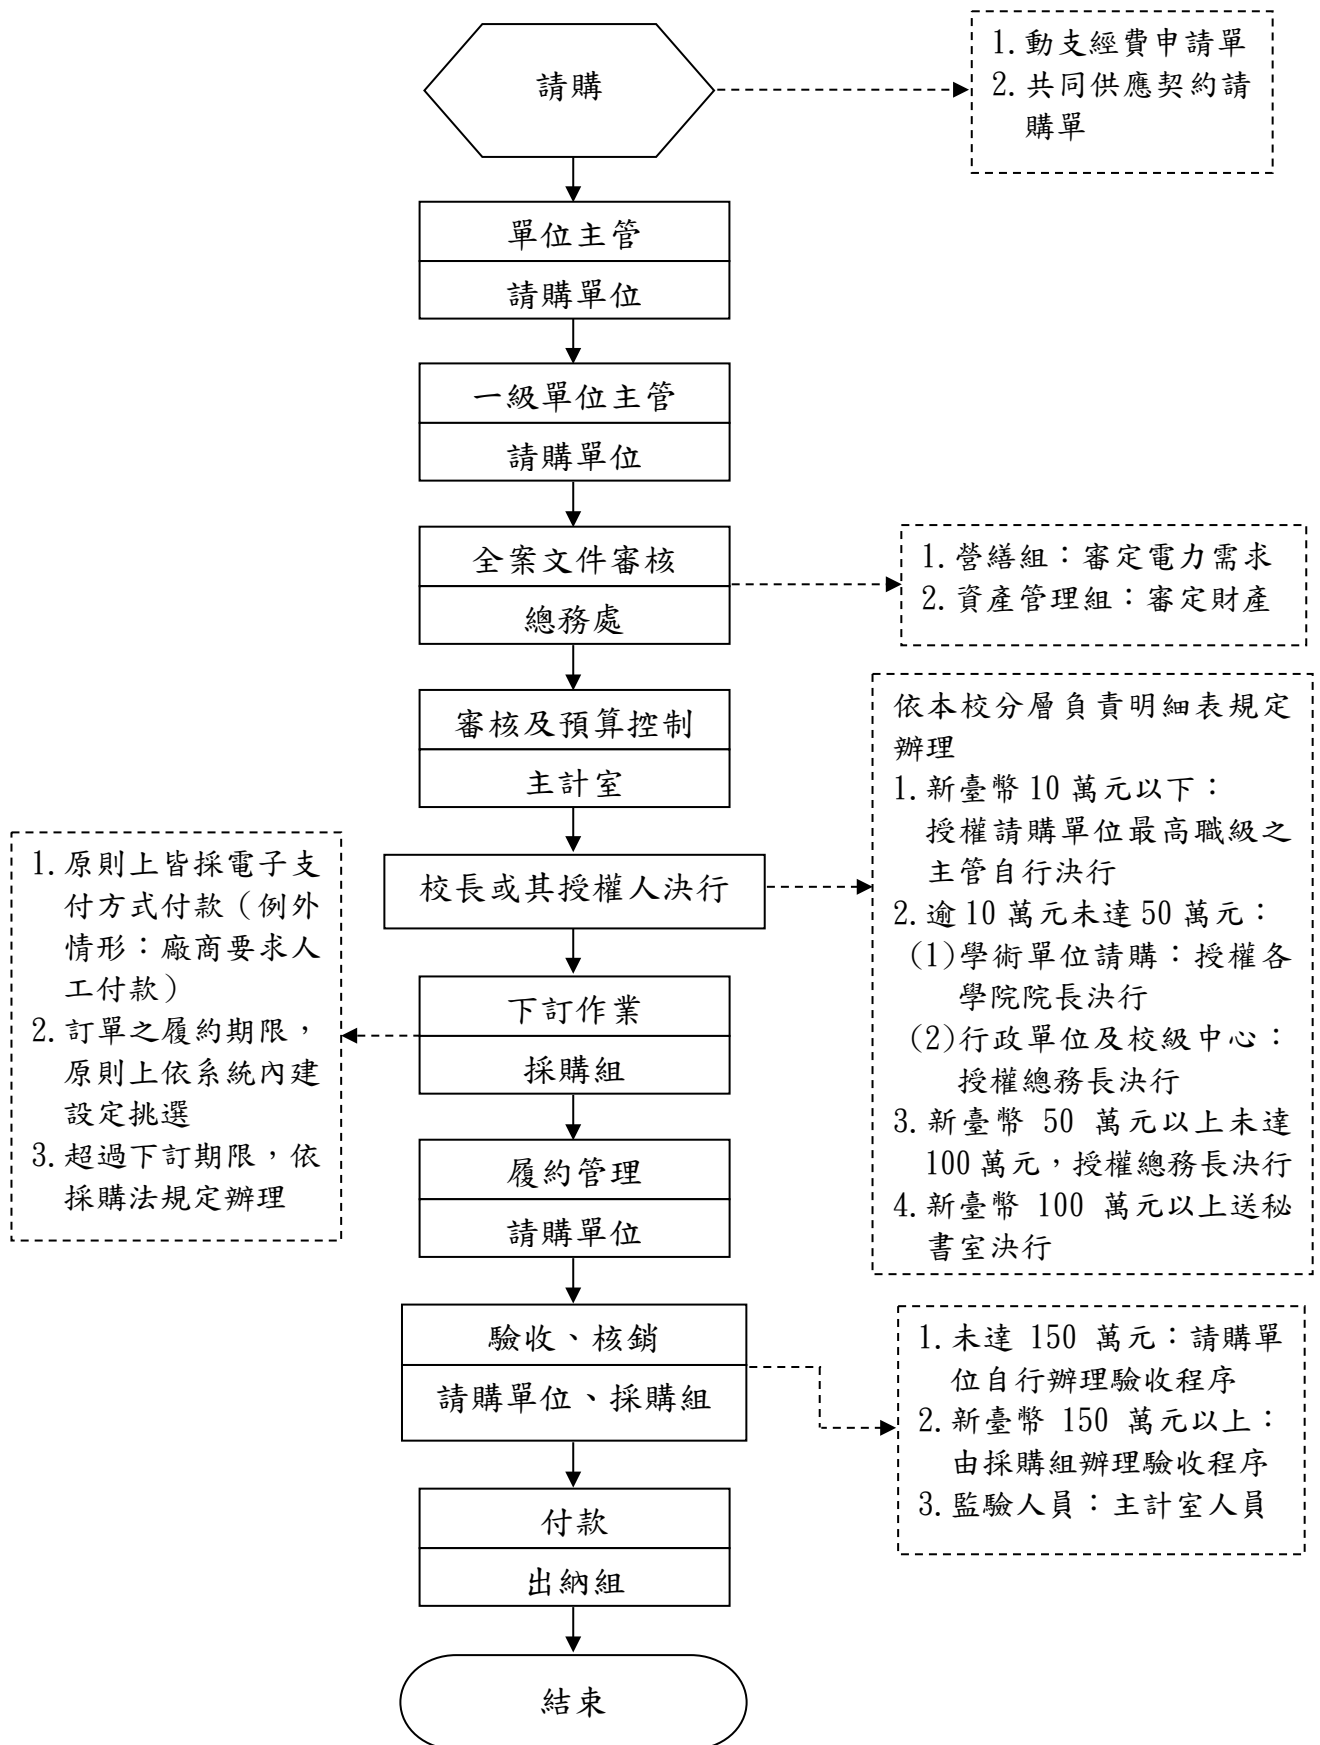 請購
1.動支經費申請單
2.共同供應契約請
購單
單位主管
請購單位
一級單位主管
請購單位
全案文件審核
總務處
1.營繕組：審定電力需求
2.資產管理組：審定財產
審核及預算控制
主計室
校長或其授權人決行
依本校分層負責明細表規定
辦理
1.新臺幣10萬元以下：
授權請購單位最高職級之
主管自行決行
2.逾10萬元未達50萬元：
(1)學術單位請購：授權各
學院院長決行
(2)行政單位及校級中心：
授權總務長決行
3.新臺幣 50 萬元以上未達
100萬元，授權總務長決行
4.新臺幣 100 萬元以上送秘
書室決行
1.原則上皆採電子支
付方式付款（例外
情形：廠商要求人
工付款）
2.訂單之履約期限，
原則上依系統內建
設定挑選
3.超過下訂期限，依
採購法規定辦理
下訂作業
採購組
履約管理
請購單位
驗收、核銷
請購單位、採購組
1.未達 150 萬元：請購單
位自行辦理驗收程序
2.新臺幣 150 萬元以上：
由採購組辦理驗收程序
3.監驗人員：主計室人員
付款
出納組
結束